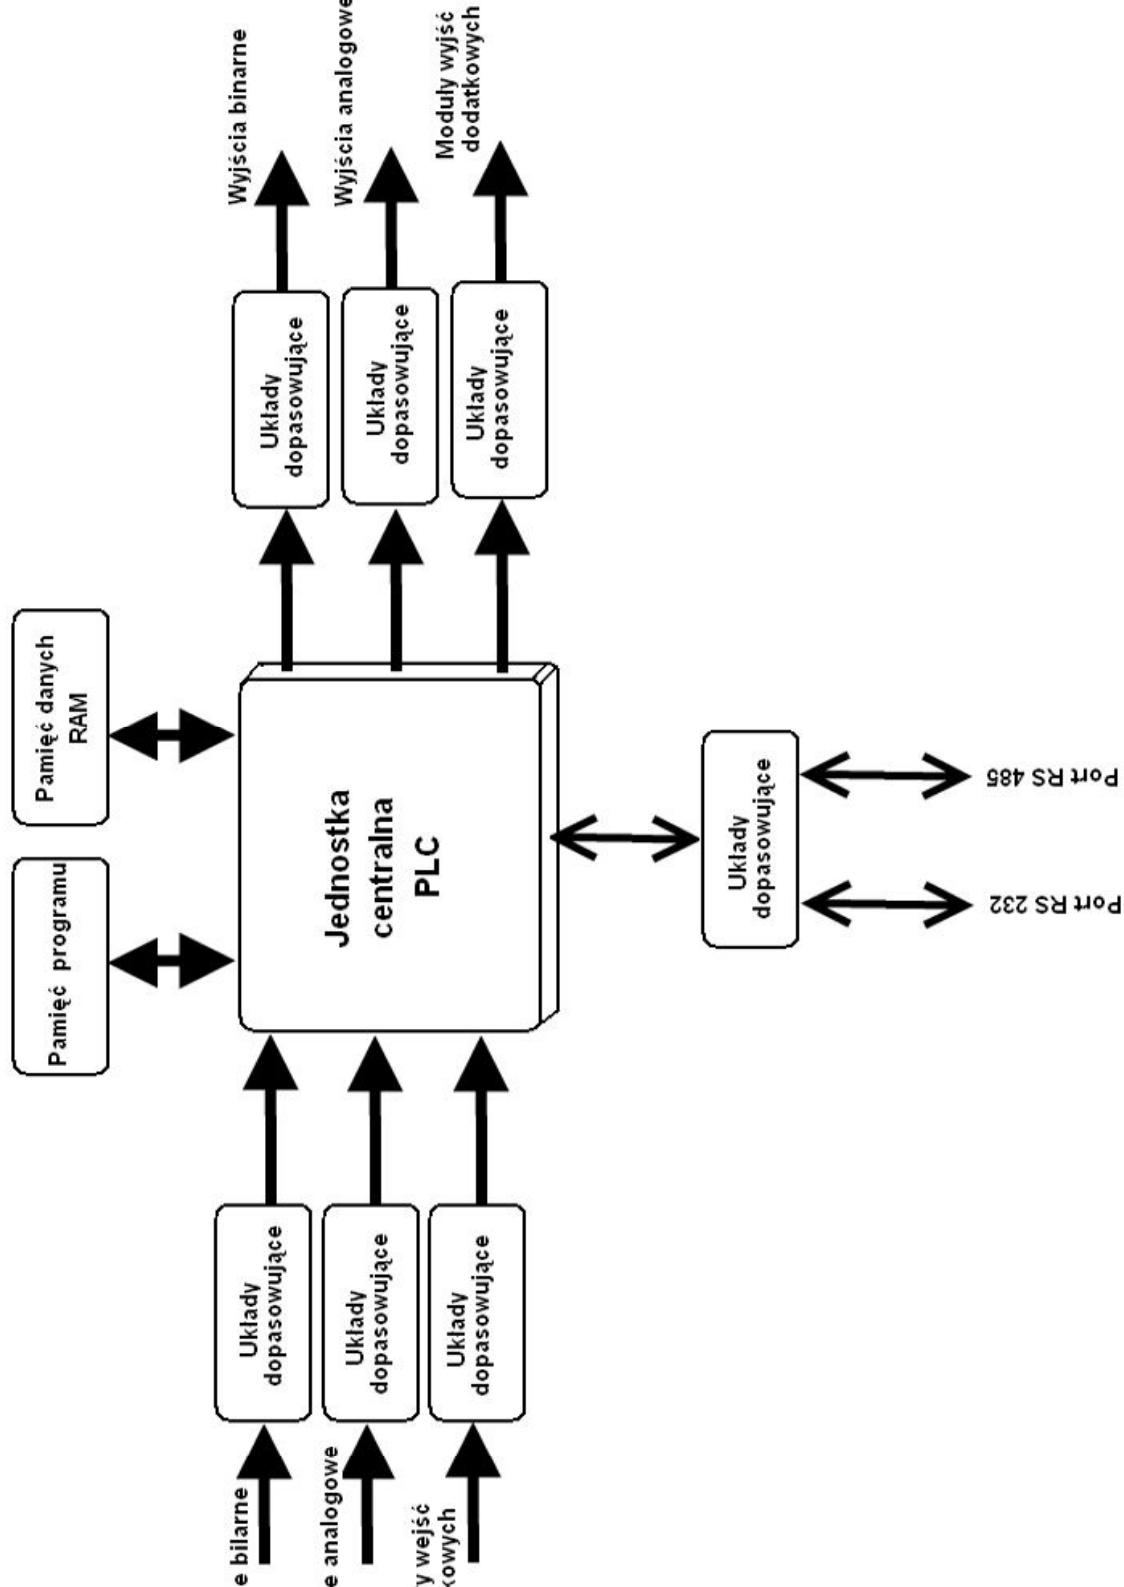 Pamięć programu
Pamięć danych
RAM
e bilarne
Układy
dopasowujące
e analogowe
Układy
dopasowujące
y wejść
kowych
Układy
dopasowujące
Jednostka
centralna
PLC
Układy
dopasowujące
Wyjścia binarne
Układy
dopasowujące
Wyjścia analogowe
Układy
dopasowujące
Moduły wyjść
dodatkowych
Układy
dopasowujące
Port RS 232
Port RS 485